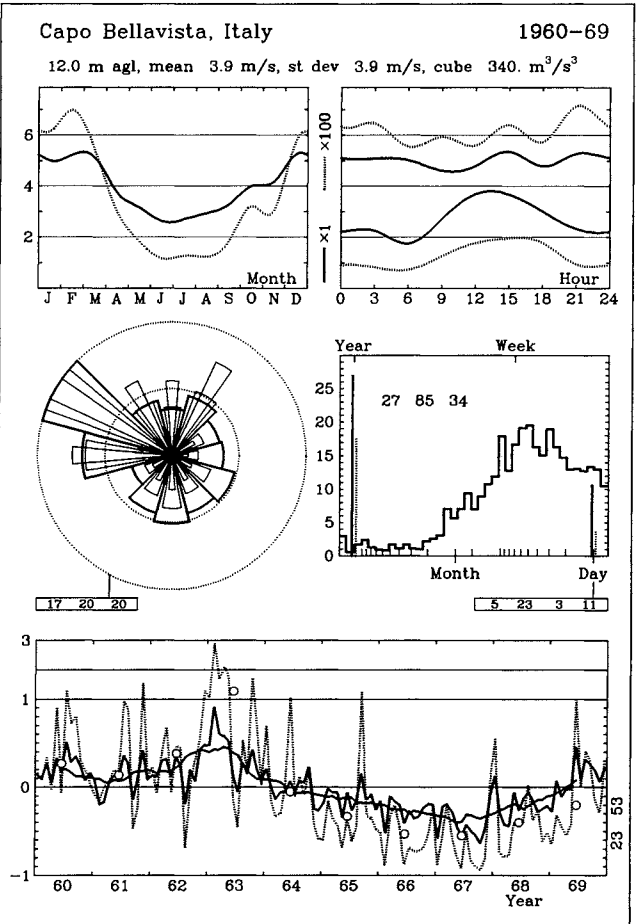 Capo Bellavista, Italy 1960-69
12.0 m agl, mean 3.9 m/s, st dev 3.9 m/s, cube 340. m³/s³
6
4
2
Month
J F M A M J J A S O N D
×100
×1
Hour
0 3 6 9 12 15 18 21 24
17 20 20
Year Week
25
20
15
10
5
0
27 85 34
Month Day
5 23 3 11
3
1
0
-1
60 61 62 63 64 65 66 67 68 69
Year
23 53